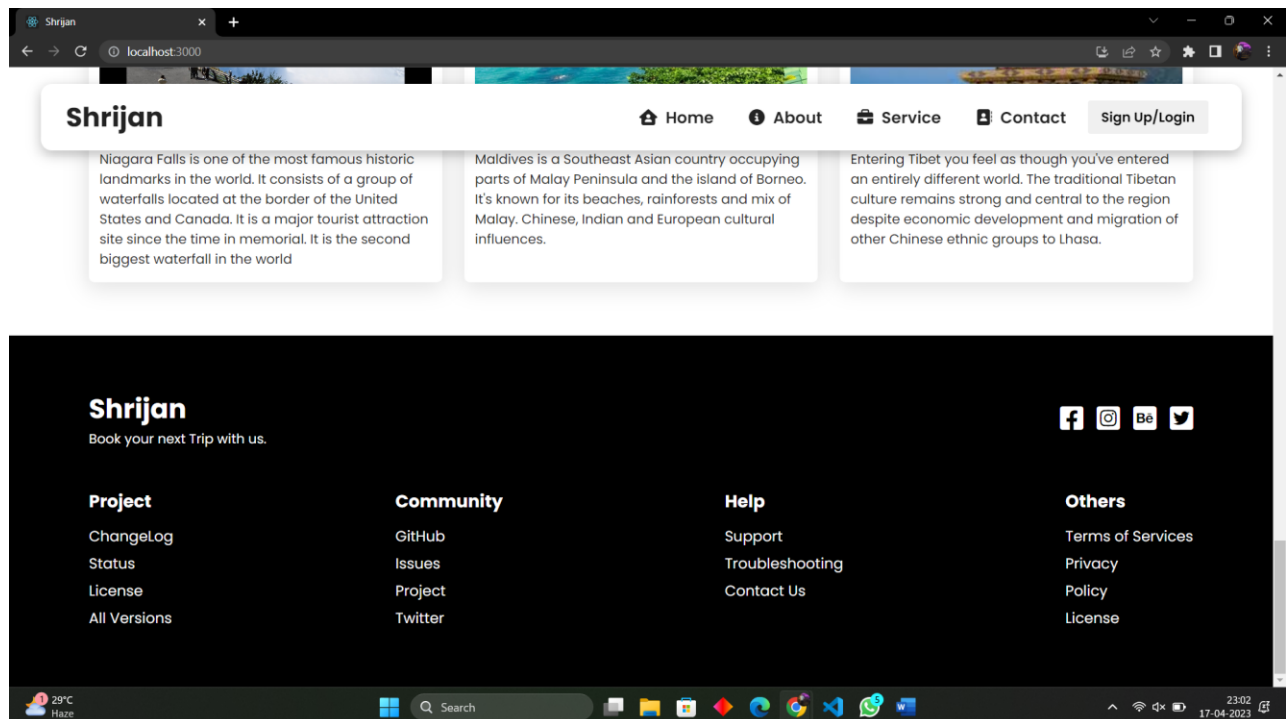 Shrijan
localhost:3000
Shrijan
Home
About
Service
Contact
Sign Up/Login
Niagara Falls is one of the most famous historic
landmarks in the world. It consists of a group of
waterfalls located at the border of the United
States and Canada. It is a major tourist attraction
site since the time in memorial. It is the second
biggest waterfall in the world
Maldives is a Southeast Asian country occupying
parts of Malay Peninsula and the island of Borneo.
It's known for its beaches, rainforests and mix of
Malay. Chinese, Indian and European cultural
influences.
Entering Tibet you feel as though you've entered
an entirely different world. The traditional Tibetan
culture remains strong and central to the region
despite economic development and migration of
other Chinese ethnic groups to Lhasa.
Shrijan
Book your next Trip with us.
Bē
Project
ChangeLog
Status
License
All Versions
Community
GitHub
Issues
Project
Twitter
Help
Support
Troubleshooting
Contact Us
Others
Terms of Services
Privacy
Policy
License
1
29°C
Haze
Search
5
23:02
17-04-2023